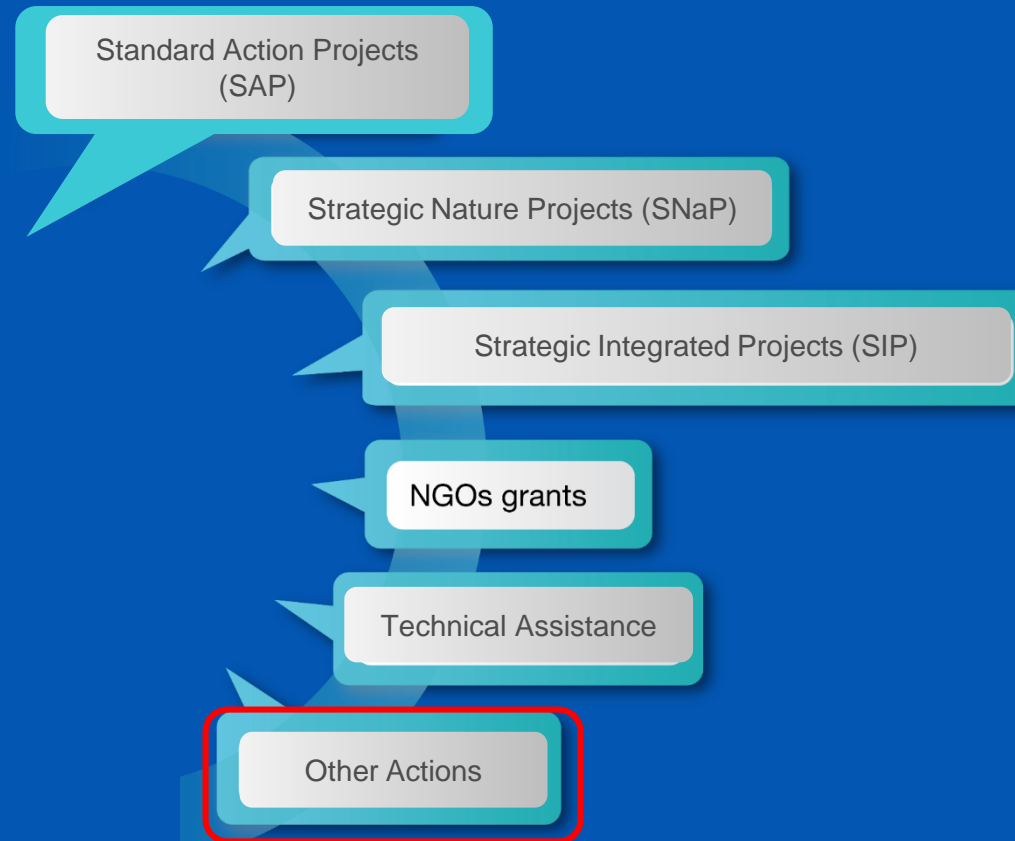 Standard Action Projects
(SAP)
Strategic Nature Projects (SNaP)
Strategic Integrated Projects (SIP)
NGOs grants
Technical Assistance
Other Actions